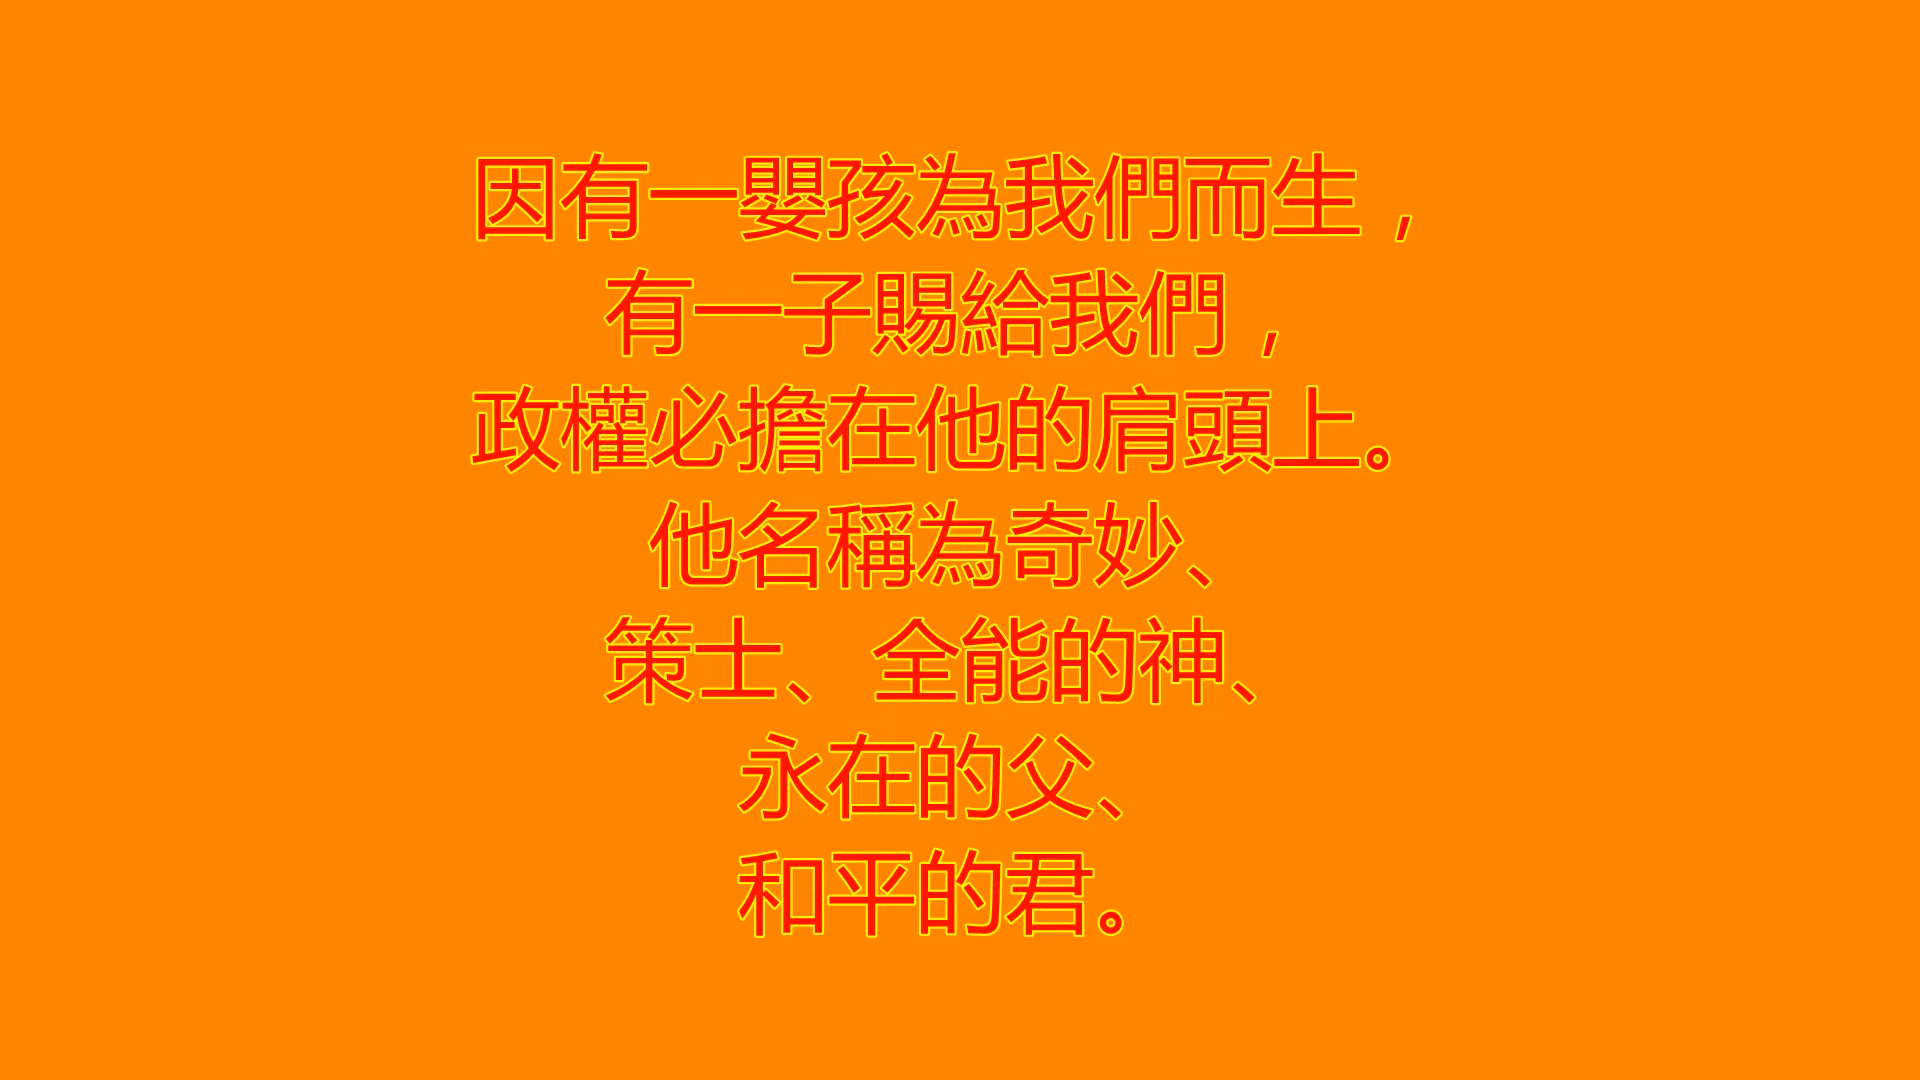 因有一嬰孩為我們而生，
有一子賜給我們，
政權必擔在他的肩頭上。
他名稱為奇妙、
策士、全能的神、
永在的父、
和平的君。